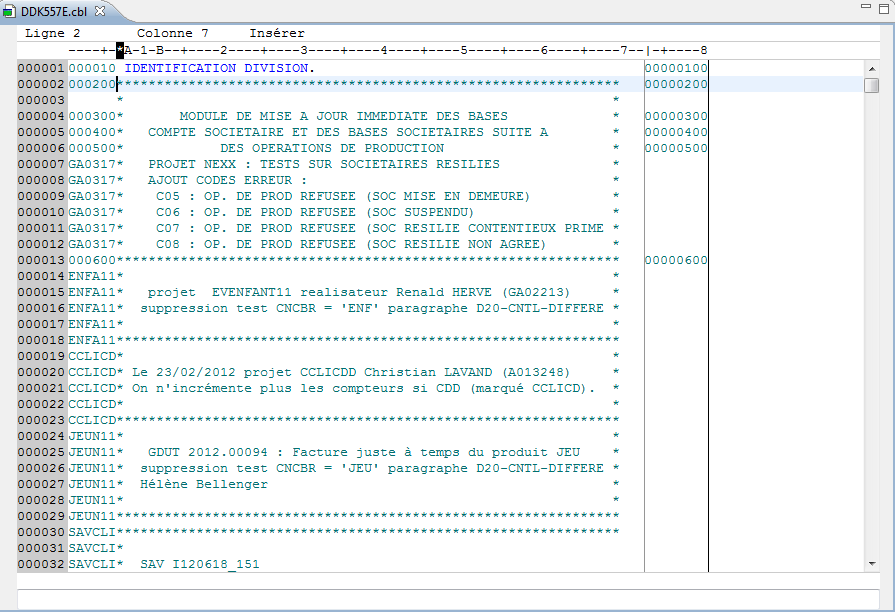 DDK557E.cbl
Ligne 2       Colonne 7     Insérer
----+-*A-1-B--+----2----+----3----+----4----+----5----+----6----+----7--|-+----8
000001 000010 IDENTIFICATION DIVISION. 00000100
000002 000200*************************************************************** 00000200
000003       *                                                             *
000004 000300*       MODULE DE MISE A JOUR IMMEDIATE DES BASES             * 00000300
000005 000400*   COMPTE SOCIETAIRE ET DES BASES SOCIETAIRES SUITE A        * 00000400
000006 000500*            DES OPERATIONS DE PRODUCTION                     * 00000500
000007 GA0317*   PROJET NEXX : TESTS SUR SOCIETAIRES RESILIES              *
000008 GA0317*   AJOUT CODES ERREUR :                                      *
000009 GA0317*    C05 : OP. DE PROD REFUSEE (SOC MISE EN DEMEURE)          *
000010 GA0317*    C06 : OP. DE PROD REFUSEE (SOC SUSPENDU)                 *
000011 GA0317*    C07 : OP. DE PROD REFUSEE (SOC RESILIE CONTENTIEUX PRIME *
000012 GA0317*    C08 : OP. DE PROD REFUSEE (SOC RESILIE NON AGREE)        *
000013 000600*************************************************************** 00000600
000014 ENFA11*                                                             *
000015 ENFA11*   projet  EVENFANT11 realisateur Renald HERVE (GA02213)     *
000016 ENFA11*  suppression test CNCBR = 'ENF' paragraphe D20-CNTL-DIFFERE *
000017 ENFA11*                                                             *
000018 ENFA11***************************************************************
000019 CCLICD*                                                             *
000020 CCLICD* Le 23/02/2012 projet CCLICDD Christian LAVAND (A013248)     *
000021 CCLICD* On n'incrémente plus les compteurs si CDD (marqué CCLICD).  *
000022 CCLICD*                                                             *
000023 CCLICD***************************************************************
000024 JEUN11*                                                             *
000025 JEUN11*   GDUT 2012.00094 : Facture juste à temps du produit JEU    *
000026 JEUN11*  suppression test CNCBR = 'JEU' paragraphe D20-CNTL-DIFFERE *
000027 JEUN11*  Hélène Bellenger                                           *
000028 JEUN11*                                                             *
000029 JEUN11***************************************************************
000030 SAVCLI***************************************************************
000031 SAVCLI*
000032 SAVCLI*  SAV I120618_151